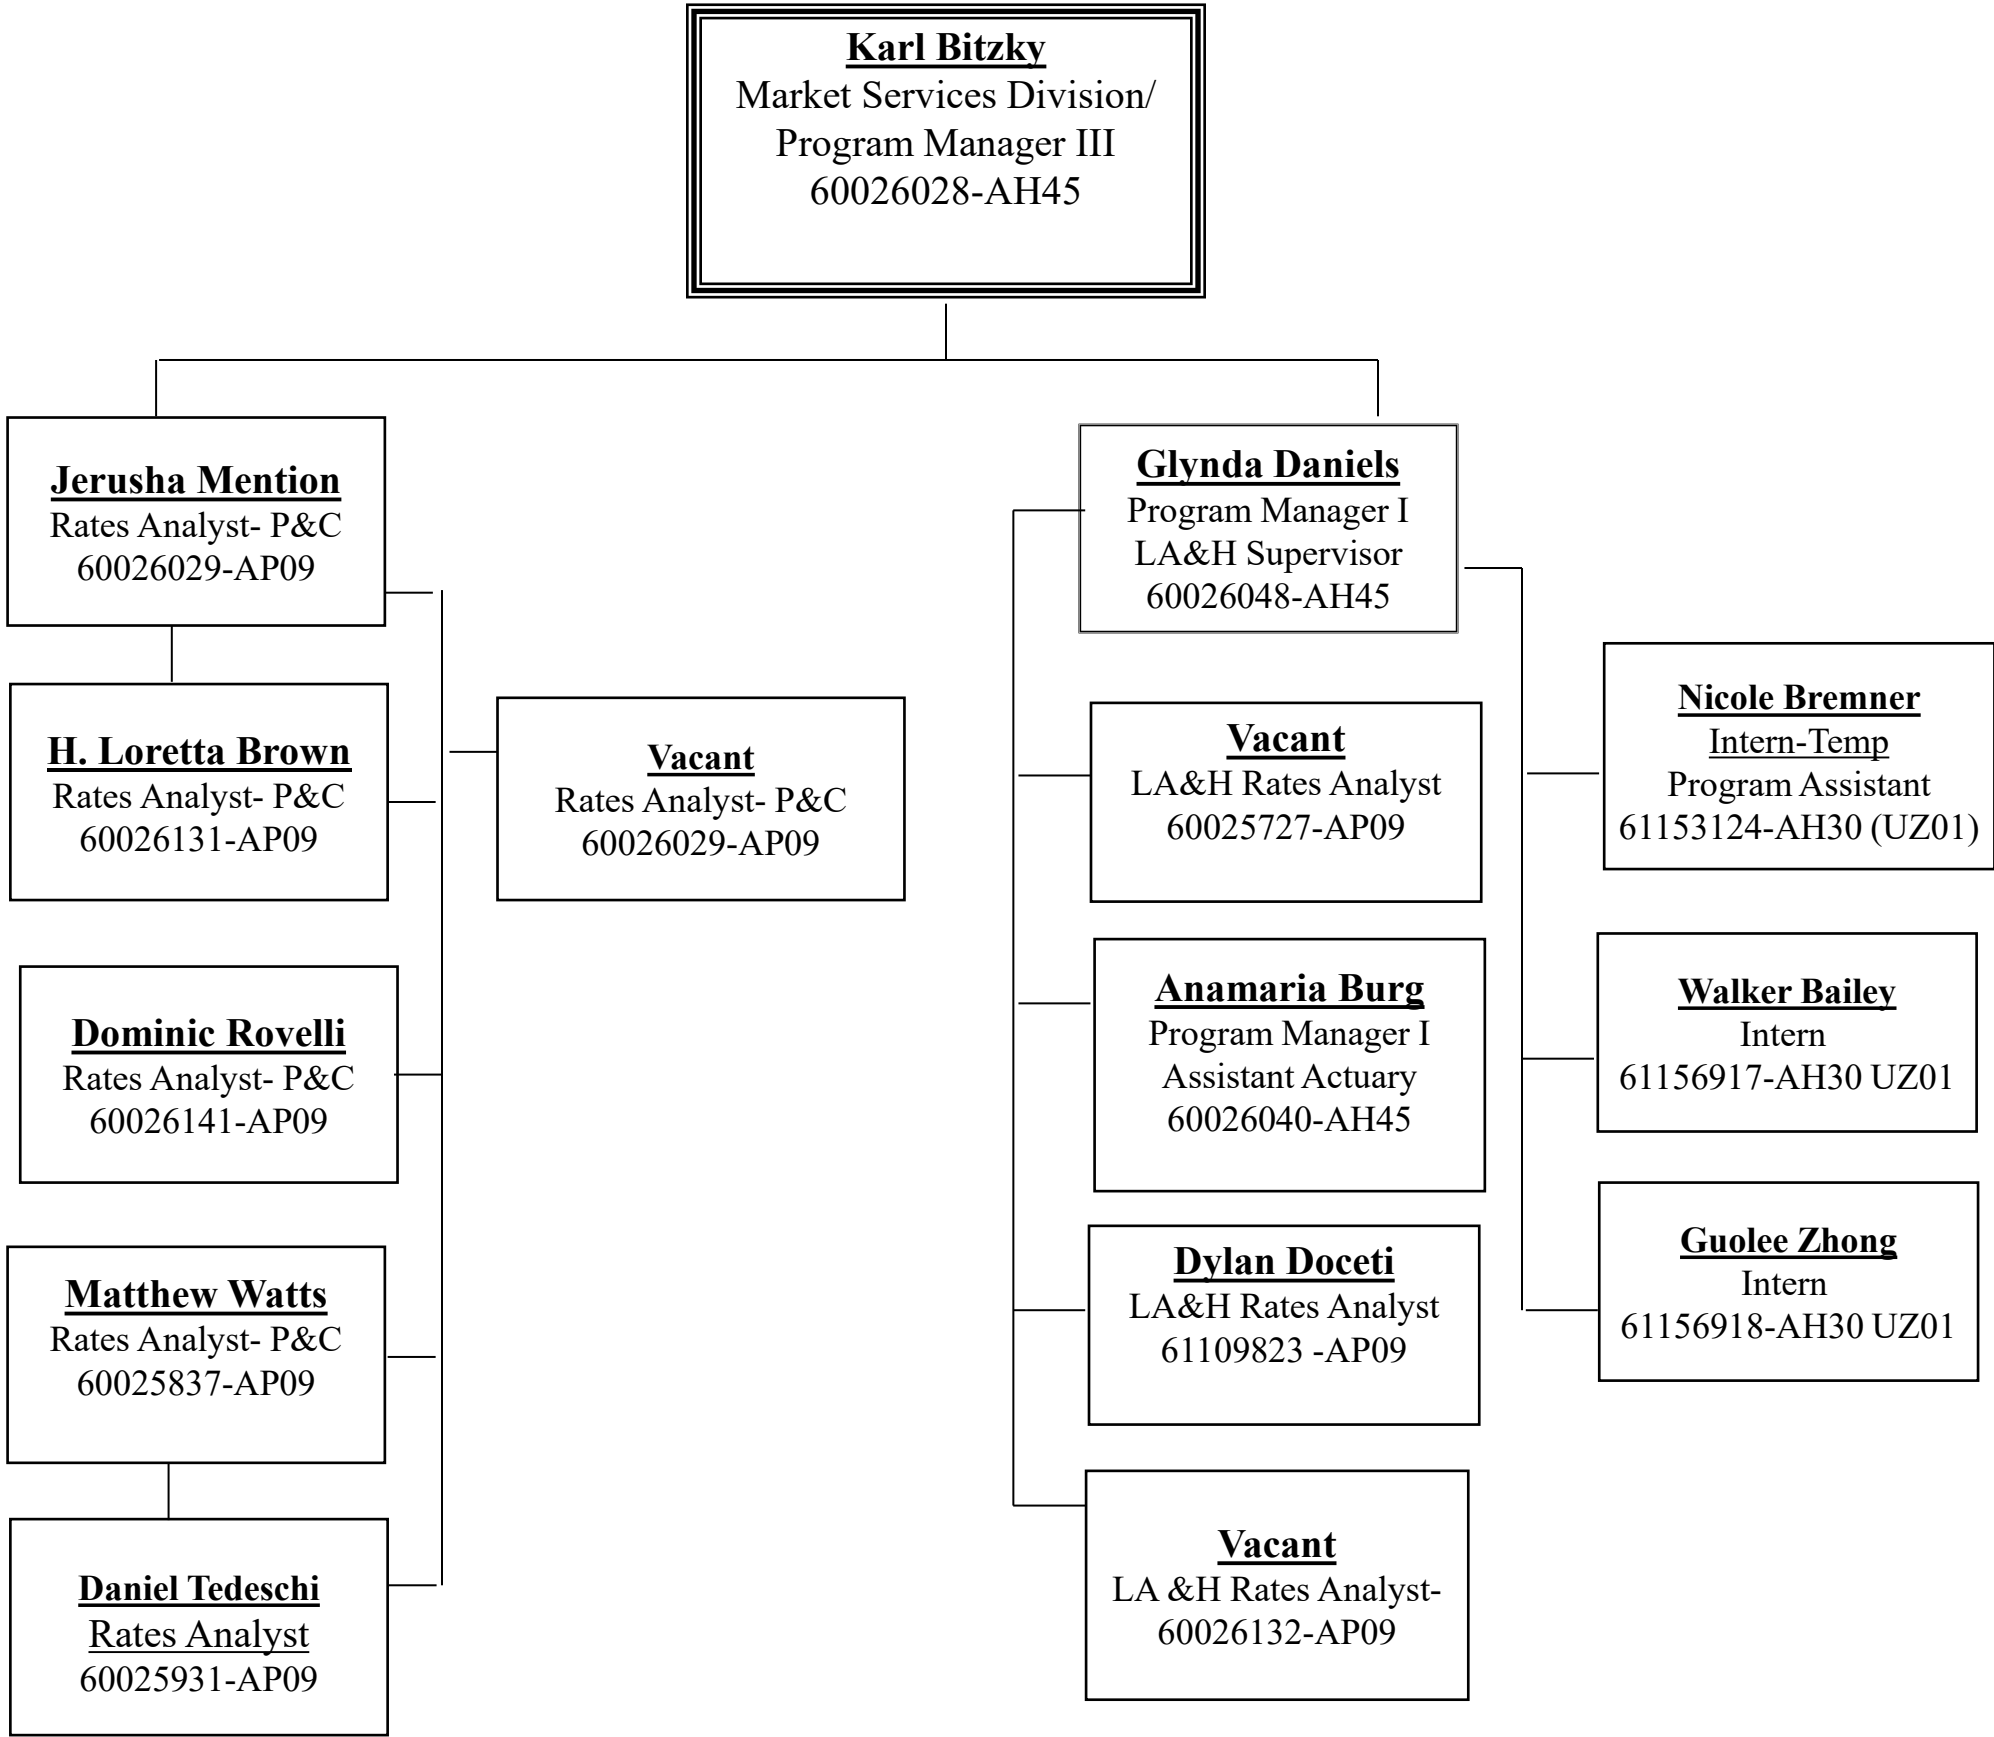 Karl Bitzky
Market Services Division/
Program Manager III
60026028-AH45
Jerusha Mention
Rates Analyst- P&C
60026029-AP09
H. Loretta Brown
Rates Analyst- P&C
60026131-AP09
Dominic Rovelli
Rates Analyst- P&C
60026141-AP09
Matthew Watts
Rates Analyst- P&C
60025837-AP09
Daniel Tedeschi
Rates Analyst
60025931-AP09
Vacant
Rates Analyst- P&C
60026029-AP09
Glynda Daniels
Program Manager I
LA&H Supervisor
60026048-AH45
Vacant
LA&H Rates Analyst
60025727-AP09
Anamaria Burg
Program Manager I
Assistant Actuary
60026040-AH45
Dylan Doceti
LA&H Rates Analyst
61109823 -AP09
Vacant
LA &H Rates Analyst-
60026132-AP09
Nicole Bremner
Intern-Temp
Program Assistant
61153124-AH30 (UZ01)
Walker Bailey
Intern
61156917-AH30 UZ01
Guolee Zhong
Intern
61156918-AH30 UZ01